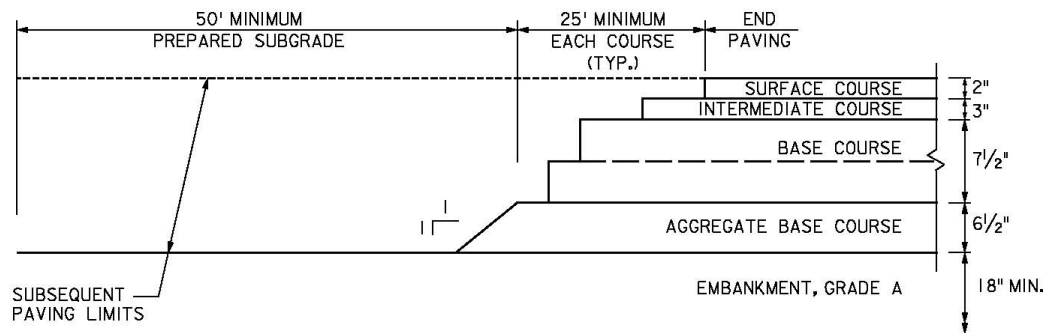 50' MINIMUM
PREPARED SUBGRADE
25' MINIMUM
EACH COURSE
(TYP.)
END
PAVING
SURFACE COURSE
2"
INTERMEDIATE COURSE
3"
BASE COURSE
7 1/2"
1
1
AGGREGATE BASE COURSE
6 1/2"
SUBSEQUENT
PAVING LIMITS
EMBANKMENT, GRADE A
18" MIN.